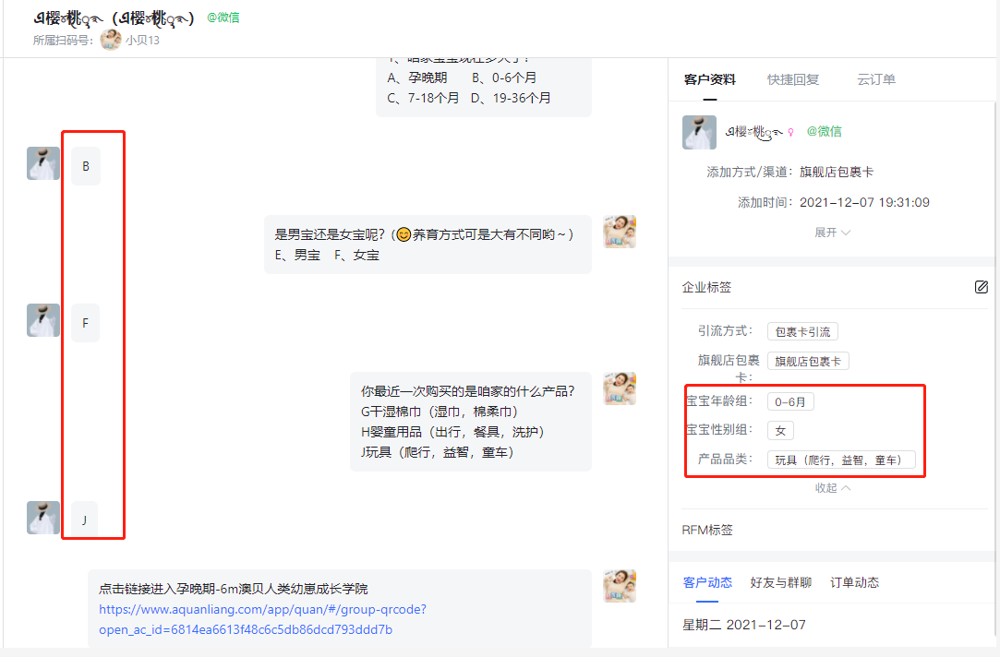 樱桃（樱桃） @微信
所属扫码号： 小贝13
1、咱家宝宝现在多大了？
A、孕晚期 B、0-6个月
C、7-18个月 D、19-36个月
B
是男宝还是女宝呢？(😊养育方式可是大有不同哟～)
E、男宝 F、女宝
F
你最近一次购买的是咱家的什么产品？
G干湿棉巾（湿巾，棉柔巾）
H婴童用品（出行，餐具，洗护）
J玩具（爬行，益智，童车）
J
点击链接进入孕晚期-6m澳贝人类幼崽成长学院
https://www.aquanliang.com/app/quan/#/group-qrcode?
open_ac_id=6814ea6613f48c6c5db86dcd793ddd7b
客户资料 快捷回复 云订单
樱桃 ♀ @微信
添加方式/渠道： 旗舰店包裹卡
添加时间： 2021-12-07 19:31:09
展开
企业标签
引流方式： 包裹卡引流
旗舰店包裹 旗舰店包裹卡
卡：
宝宝年龄组： 0-6月
宝宝性别组： 女
产品品类： 玩具（爬行，益智，童车）
收起
RFM标签
客户动态 好友与群聊 订单动态
星期二 2021-12-07